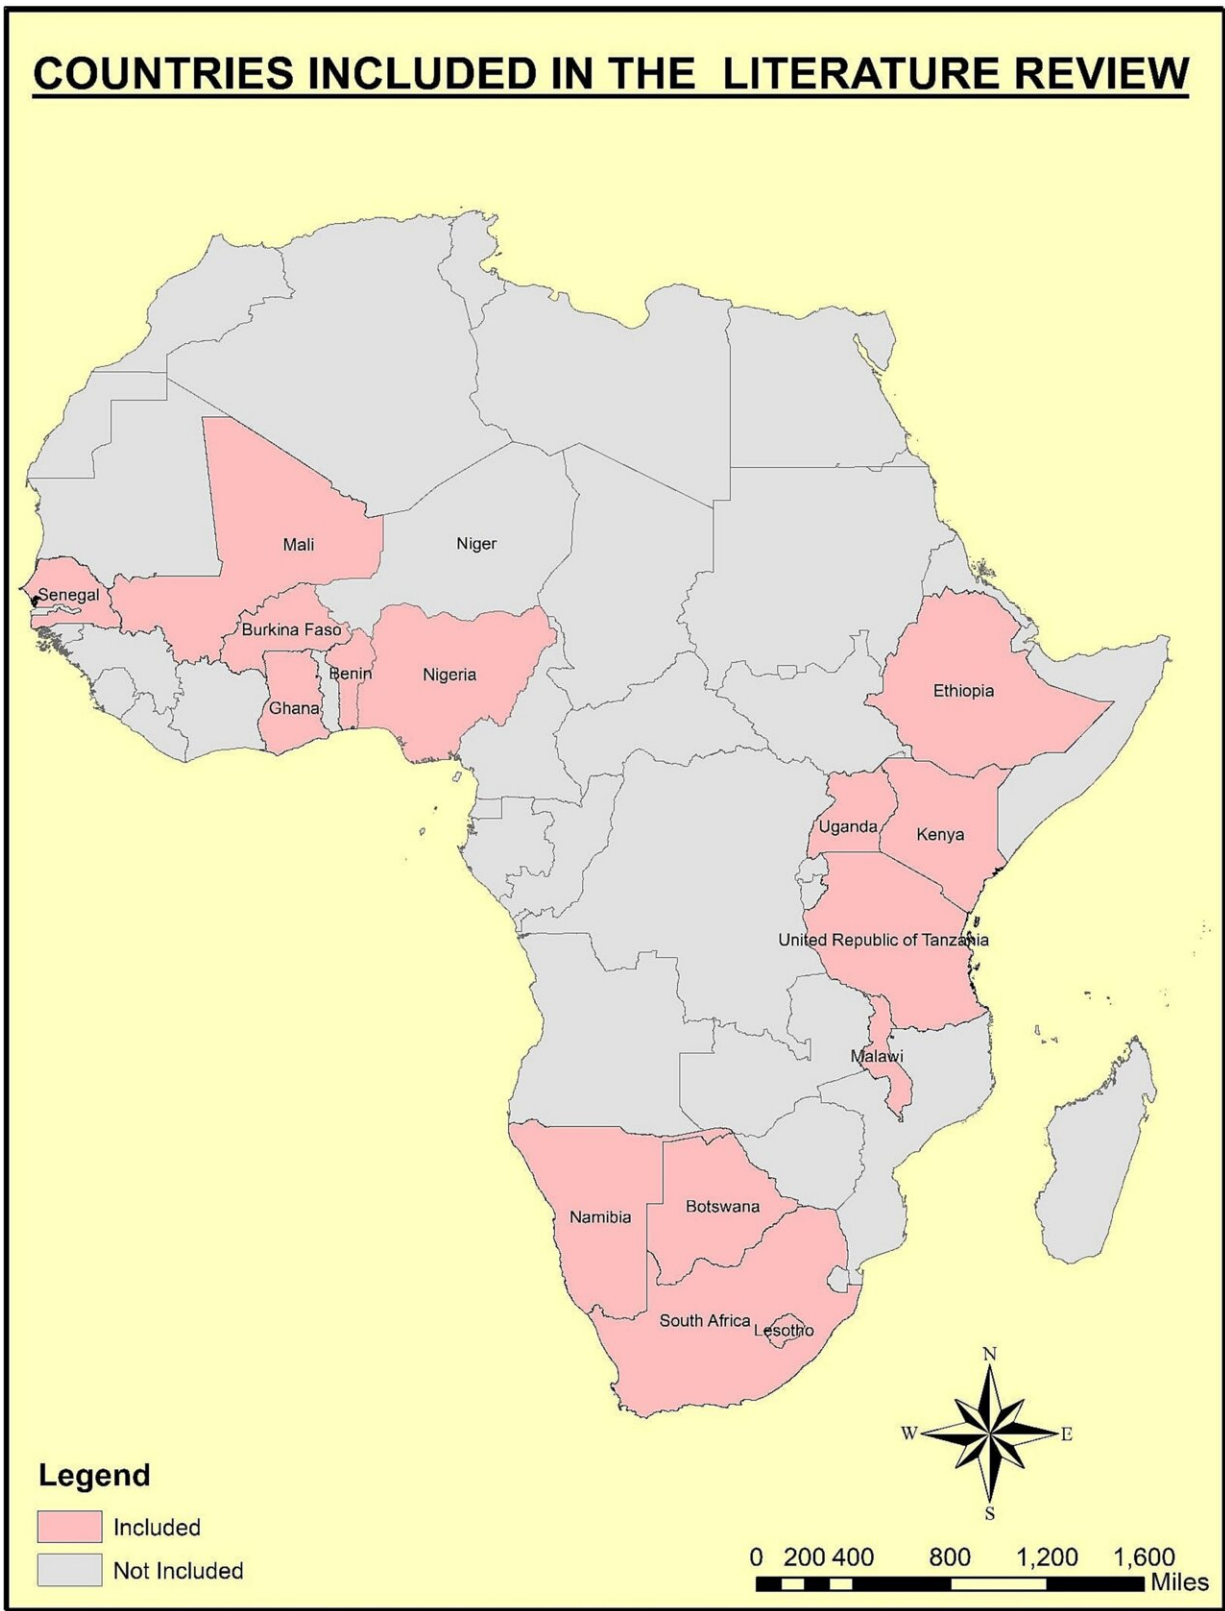 COUNTRIES INCLUDED IN THE LITERATURE REVIEW
Mali
Niger
Senegal
Burkina Faso
Benin
Nigeria
Ghana
Ethiopia
Uganda
Kenya
United Republic of Tanzania
Malawi
Namibia
Botswana
South Africa
Lesotho
N
W
E
S
Legend
Included
Not Included
0 200 400 800 1,200 1,600
Miles